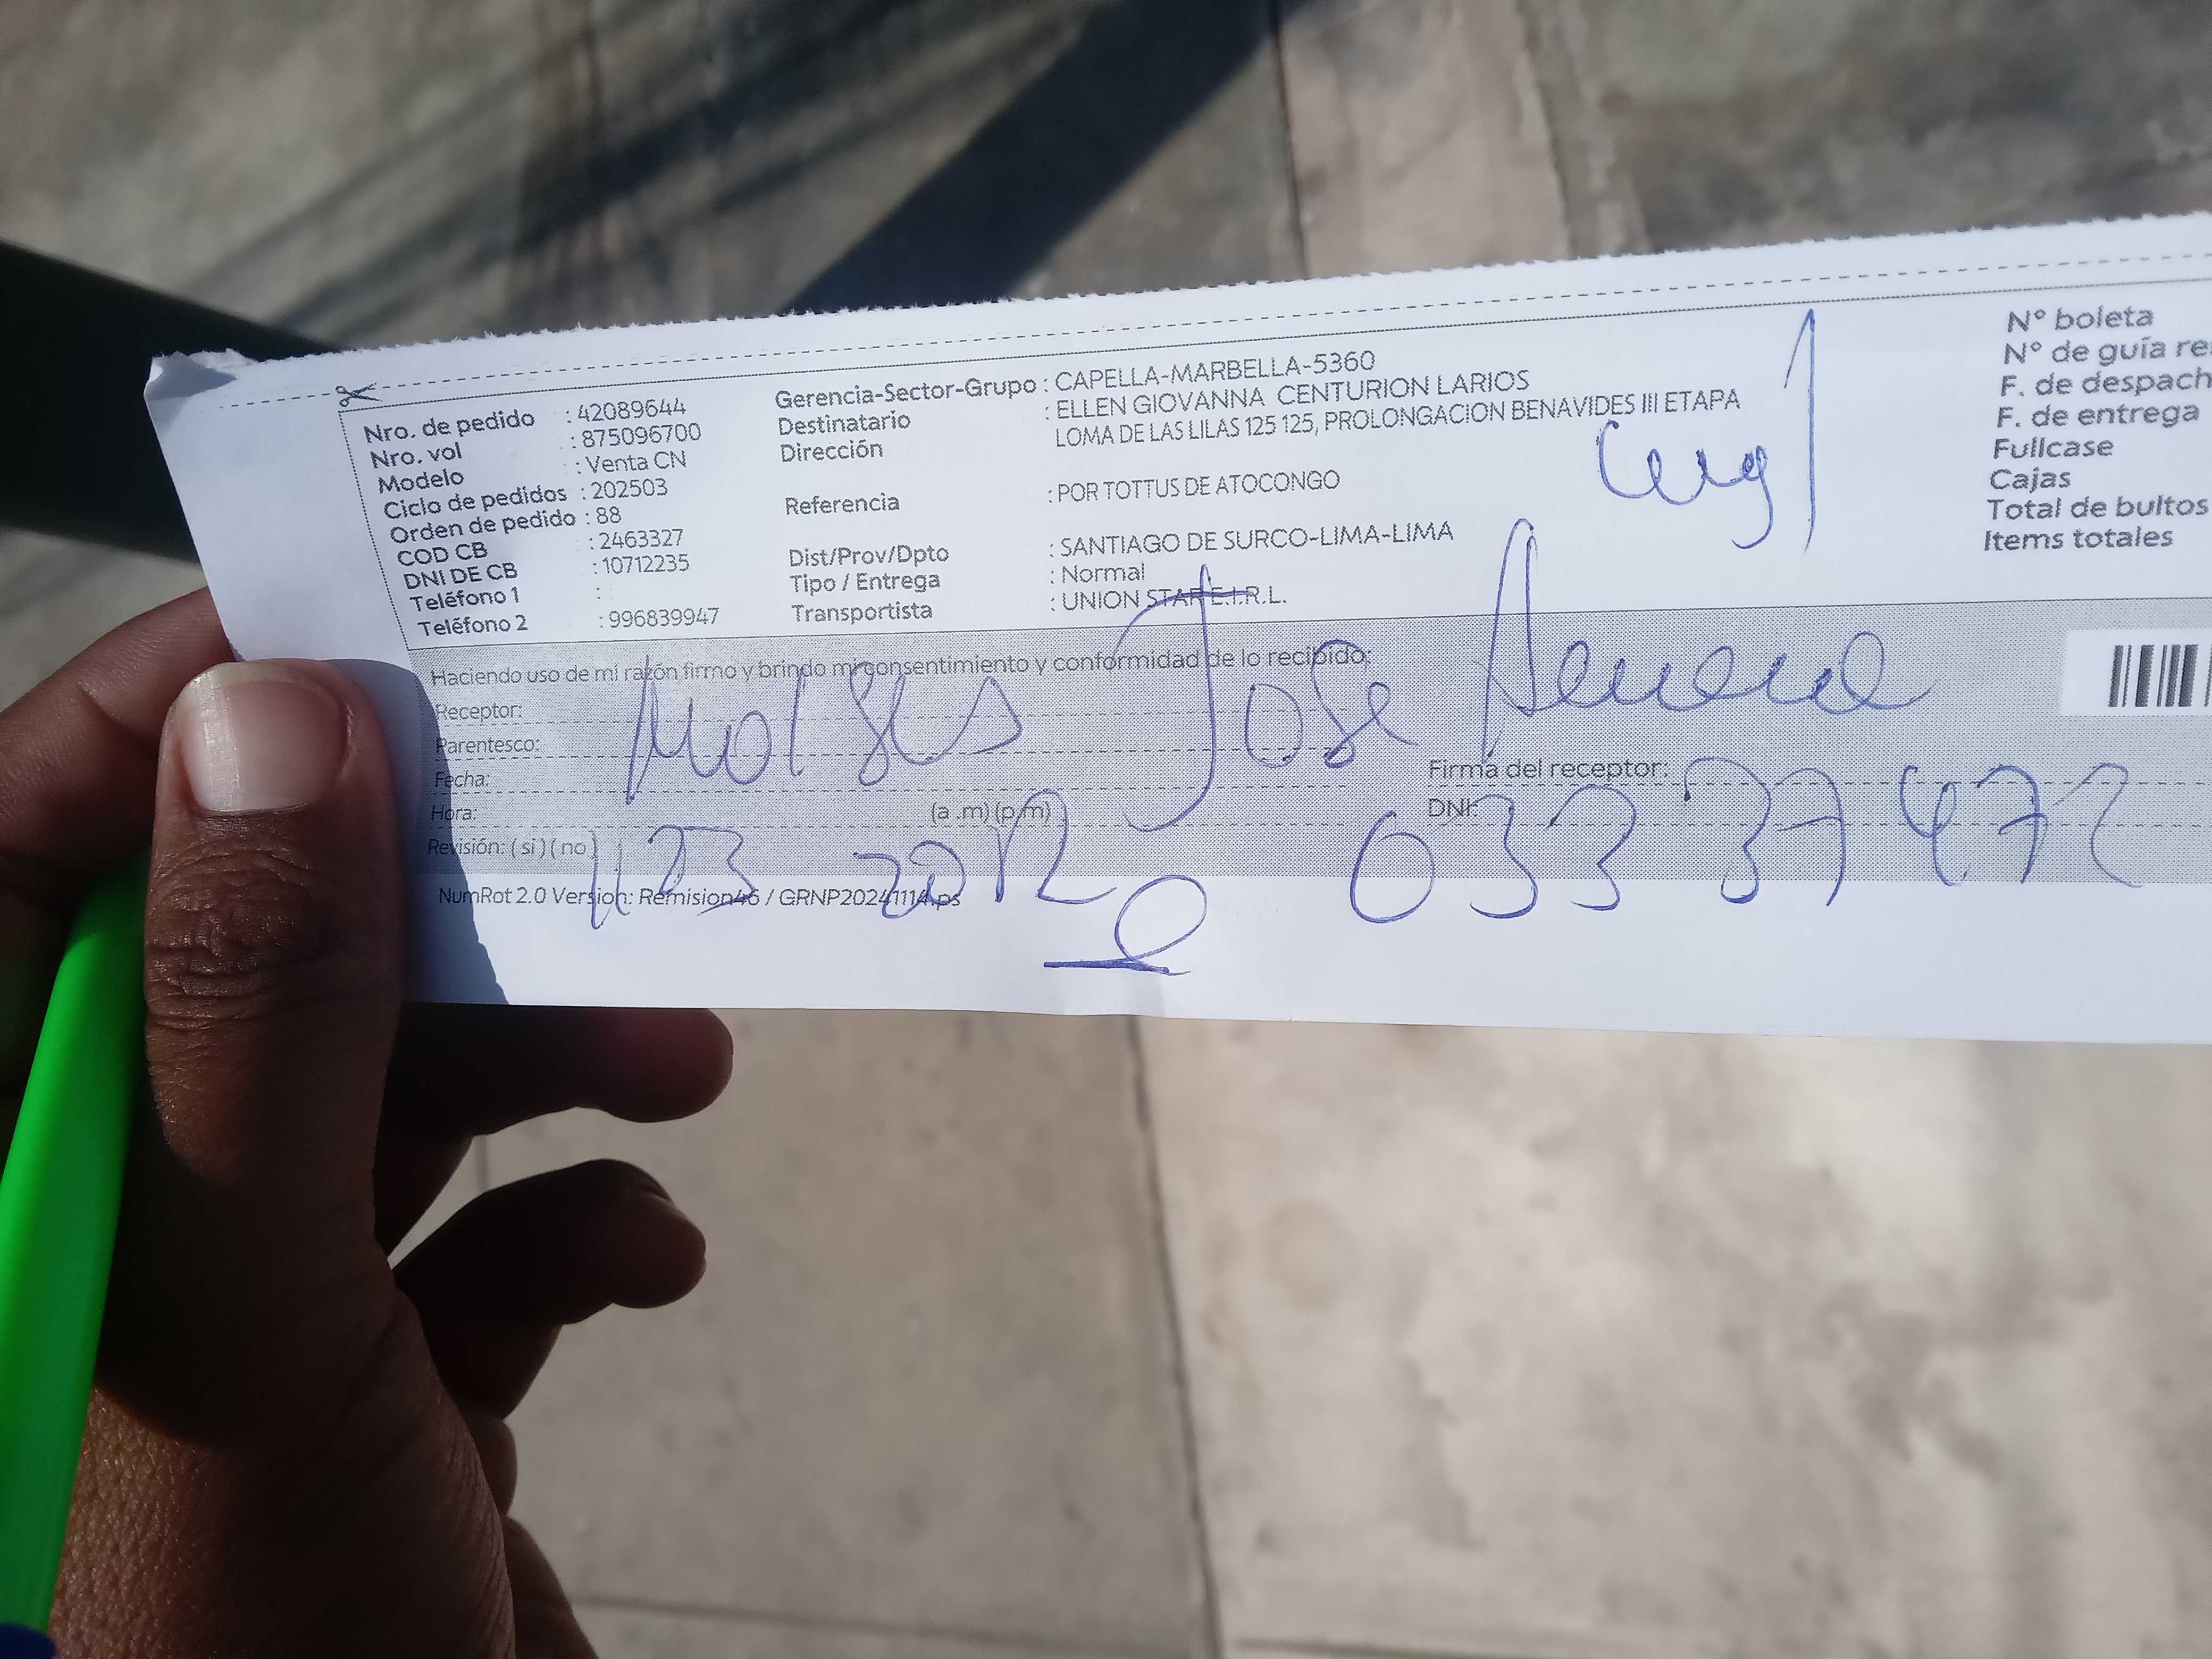 Nro. de pedido : 42089644
Nro. vol : 875096700
Modelo : Venta CN
Ciclo de pedidos : 202503
Orden de pedido : 88
COD CB : 2463327
DNI DE CB : 10712235
Teléfono 1 :
Teléfono 2 : 996839947
Gerencia-Sector-Grupo : CAPELLA-MARBELLA-5360
Destinatario : ELLEN GIOVANNA CENTURION LARIOS
Dirección LOMA DE LAS LILAS 125 125, PROLONGACION BENAVIDES III ETAPA
Referencia : POR TOTTUS DE ATOCONGO
Dist/Prov/Dpto : SANTIAGO DE SURCO-LIMA-LIMA
Tipo / Entrega : Normal
Transportista : UNION STAR E.I.R.L.
N° boleta
N° de guía
F. de
F. de entrega
Fullcase
Cajas
Total de bultos
Items totales
Haciendo uso de mi razón firmo y brindo mi consentimiento y conformidad de lo recibido:
Receptor:
Parentesco:
Moises Jose
Fecha:
Firma del receptor:
Hora: (a .m) (p.m)
DNI: 03337472
Revisión: ( si ) ( no )
NumRot 2.0 Version: Remision46 / GRNP20241114.ps